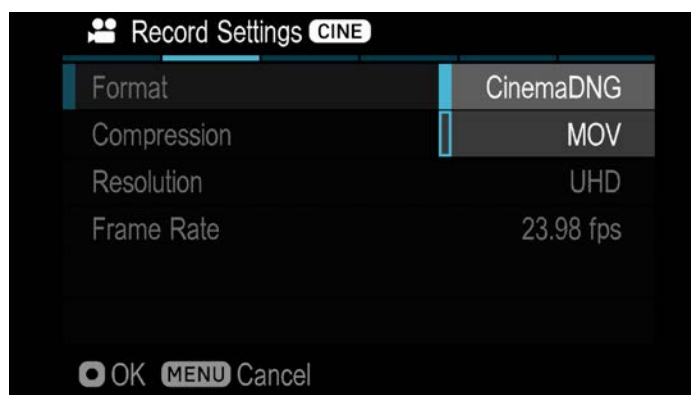 Record Settings CINE
Format CinemaDNG
Compression MOV
Resolution UHD
Frame Rate 23.98 fps
OK MENU Cancel